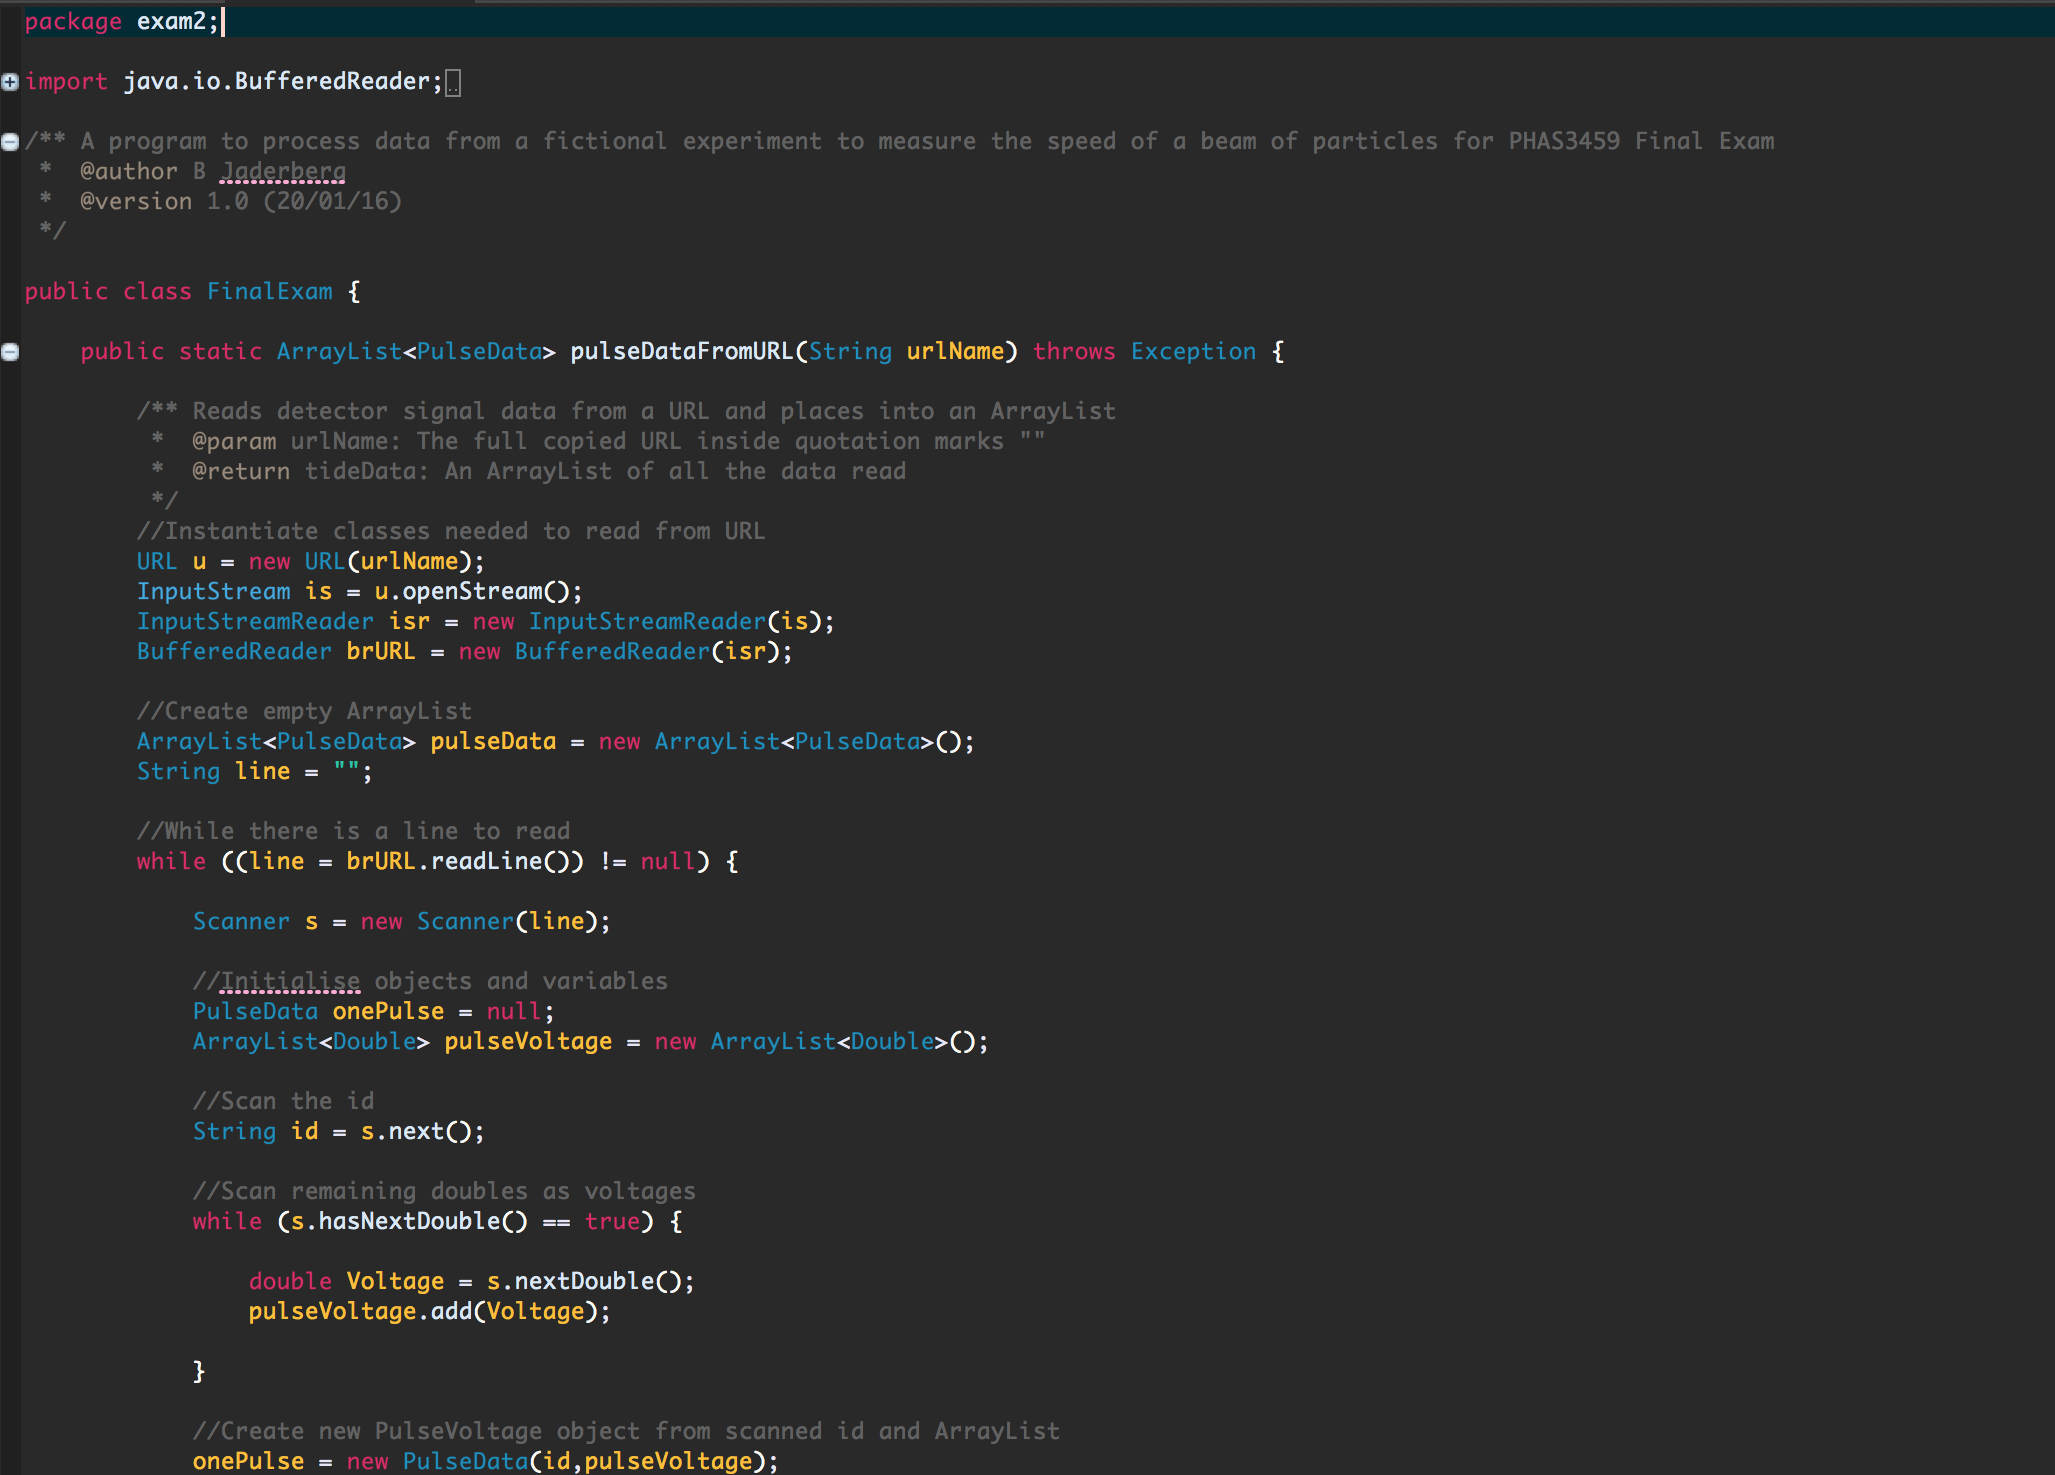 package exam2;
import java.io.BufferedReader;
/** A program to process data from a fictional experiment to measure the speed of a beam of particles for PHAS3459 Final Exam
* @author B Jaderberg
* @version 1.0 (20/01/16)
*/
public class FinalExam {
public static ArrayList<PulseData> pulseDataFromURL(String urlName) throws Exception {
/** Reads detector signal data from a URL and places into an ArrayList
* @param urlName: The full copied URL inside quotation marks ""
* @return tideData: An ArrayList of all the data read
*/
//Instantiate classes needed to read from URL
URL u = new URL(urlName);
InputStream is = u.openStream();
InputStreamReader isr = new InputStreamReader(is);
BufferedReader brURL = new BufferedReader(isr);
//Create empty ArrayList
ArrayList<PulseData> pulseData = new ArrayList<PulseData>();
String line = "";
//While there is a line to read
while ((line = brURL.readLine()) != null) {
Scanner s = new Scanner(line);
//Initialise objects and variables
PulseData onePulse = null;
ArrayList<Double> pulseVoltage = new ArrayList<Double>();
//Scan the id
String id = s.next();
//Scan remaining doubles as voltages
while (s.hasNextDouble() == true) {
double Voltage = s.nextDouble();
pulseVoltage.add(Voltage);
}
//Create new PulseVoltage object from scanned id and ArrayList
onePulse = new PulseData(id,pulseVoltage);